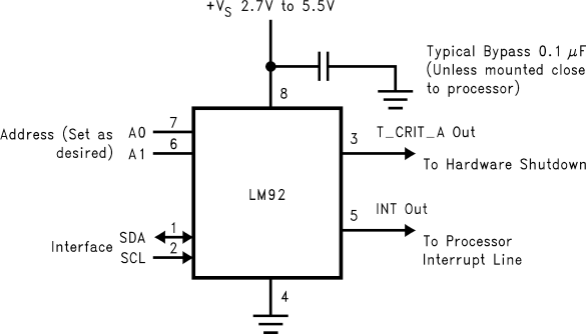 +VS 2.7V to 5.5V
Typical Bypass 0.1 μF
(Unless mounted close
to processor)
8
Address (Set as
desired)
A0
7
A1
6
3
T_CRIT_A Out
To Hardware Shutdown
LM92
5
INT Out
To Processor
Interrupt Line
Interface
SDA
1
SCL
2
4